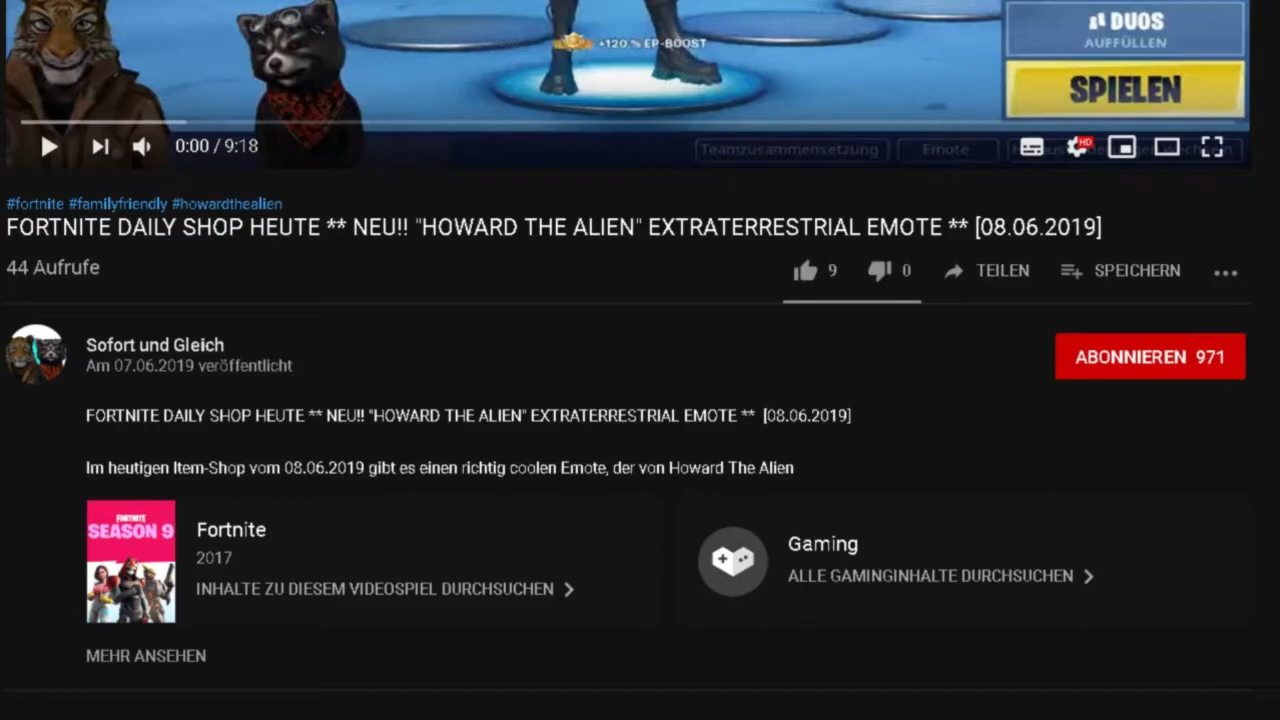 DUOS
AUFFÜLLEN
+120 % EP-BOOST
SPIELEN
0:00 / 9:18
Teamzusammensetzung
Emote
HD
#fortnite #familyfriendly #howardthealien
FORTNITE DAILY SHOP HEUTE ** NEU!! "HOWARD THE ALIEN" EXTRATERRESTRIAL EMOTE ** [08.06.2019]
44 Aufrufe
9
0
TEILEN
SPEICHERN
Sofort und Gleich
Am 07.06.2019 veröffentlicht
ABONNIEREN 971
FORTNITE DAILY SHOP HEUTE ** NEU!! "HOWARD THE ALIEN" EXTRATERRESTRIAL EMOTE ** [08.06.2019]
Im heutigen Item-Shop vom 08.06.2019 gibt es einen richtig coolen Emote, der von Howard The Alien
FORTNITE
SEASON 9
Fortnite
2017
INHALTE ZU DIESEM VIDEOSPIEL DURCHSUCHEN
Gaming
ALLE GAMINGINHALTE DURCHSUCHEN
MEHR ANSEHEN